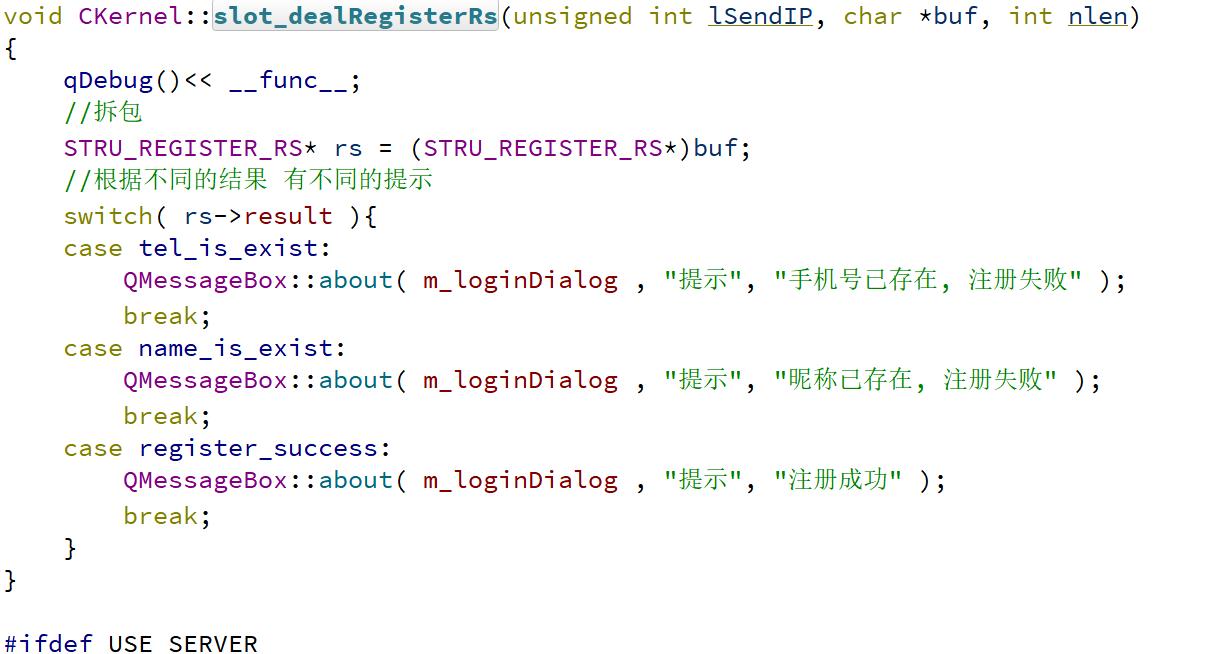 void CKernel::slot_dealRegisterRs(unsigned int lSendIP, char *buf, int nlen)
{
    qDebug()<< __func__;
    //拆包
    STRU_REGISTER_RS* rs = (STRU_REGISTER_RS*)buf;
    //根据不同的结果 有不同的提示
    switch( rs->result ){
    case tel_is_exist:
        QMessageBox::about( m_loginDialog , "提示", "手机号已存在, 注册失败" );
        break;
    case name_is_exist:
        QMessageBox::about( m_loginDialog , "提示", "昵称已存在, 注册失败" );
        break;
    case register_success:
        QMessageBox::about( m_loginDialog , "提示", "注册成功" );
        break;
    }
}
#ifdef USE SERVER